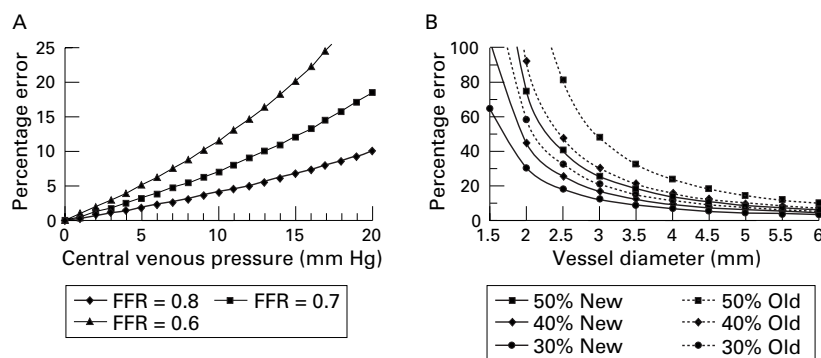 A
25
20
15
10
5
0
Percentage error
0 5 10 15 20
Central venous pressure (mm Hg)
FFR = 0.8 FFR = 0.7
FFR = 0.6
B
100
80
60
40
20
0
Percentage error
1.5 2 2.5 3 3.5 4 4.5 5 5.5 6
Vessel diameter (mm)
50% New 50% Old
40% New 40% Old
30% New 30% Old